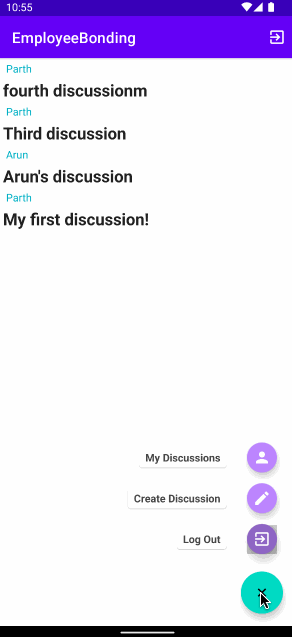 10:55
EmployeeBonding
Parth
fourth discussionm
Parth
Third discussion
Arun
Arun's discussion
Parth
My first discussion!
My Discussions
Create Discussion
Log Out